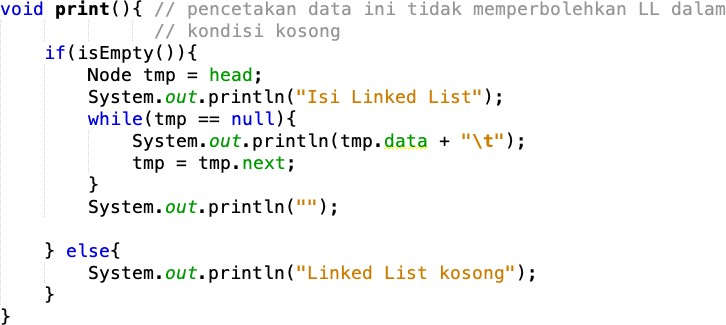 void print(){ // pencetakan data ini tidak memperbolehkan LL dalam
// kondisi kosong
if(isEmpty()){
Node tmp = head;
System.out.println("Isi Linked List");
while(tmp == null){
System.out.println(tmp.data + "\t");
tmp = tmp.next;
}
System.out.println("");
} else{
System.out.println("Linked List kosong");
}
}